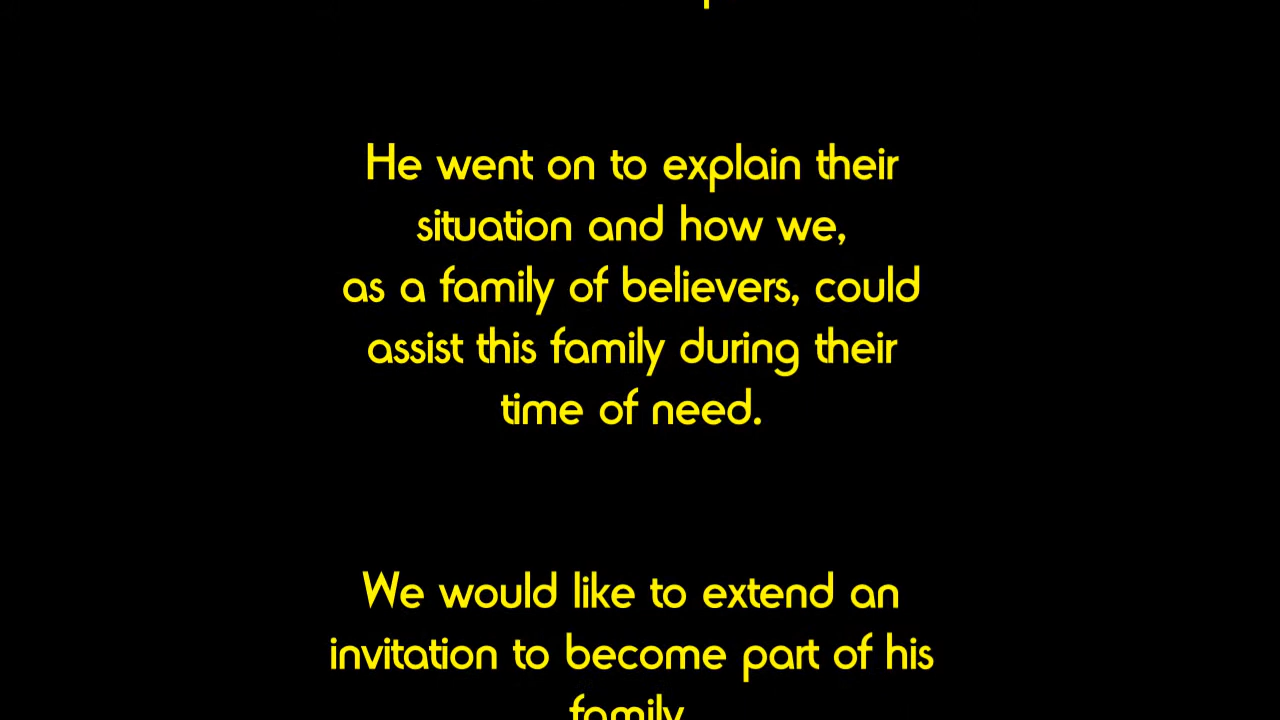 He went on to explain their
situation and how we,
as a family of believers, could
assist this family during their
time of need.
We would like to extend an
invitation to become part of his
family